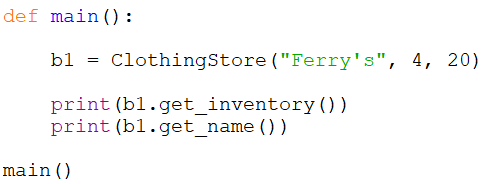 def main():
b1 = ClothingStore("Ferry's", 4, 20)
print(b1.get_inventory())
print(b1.get_name())
main()